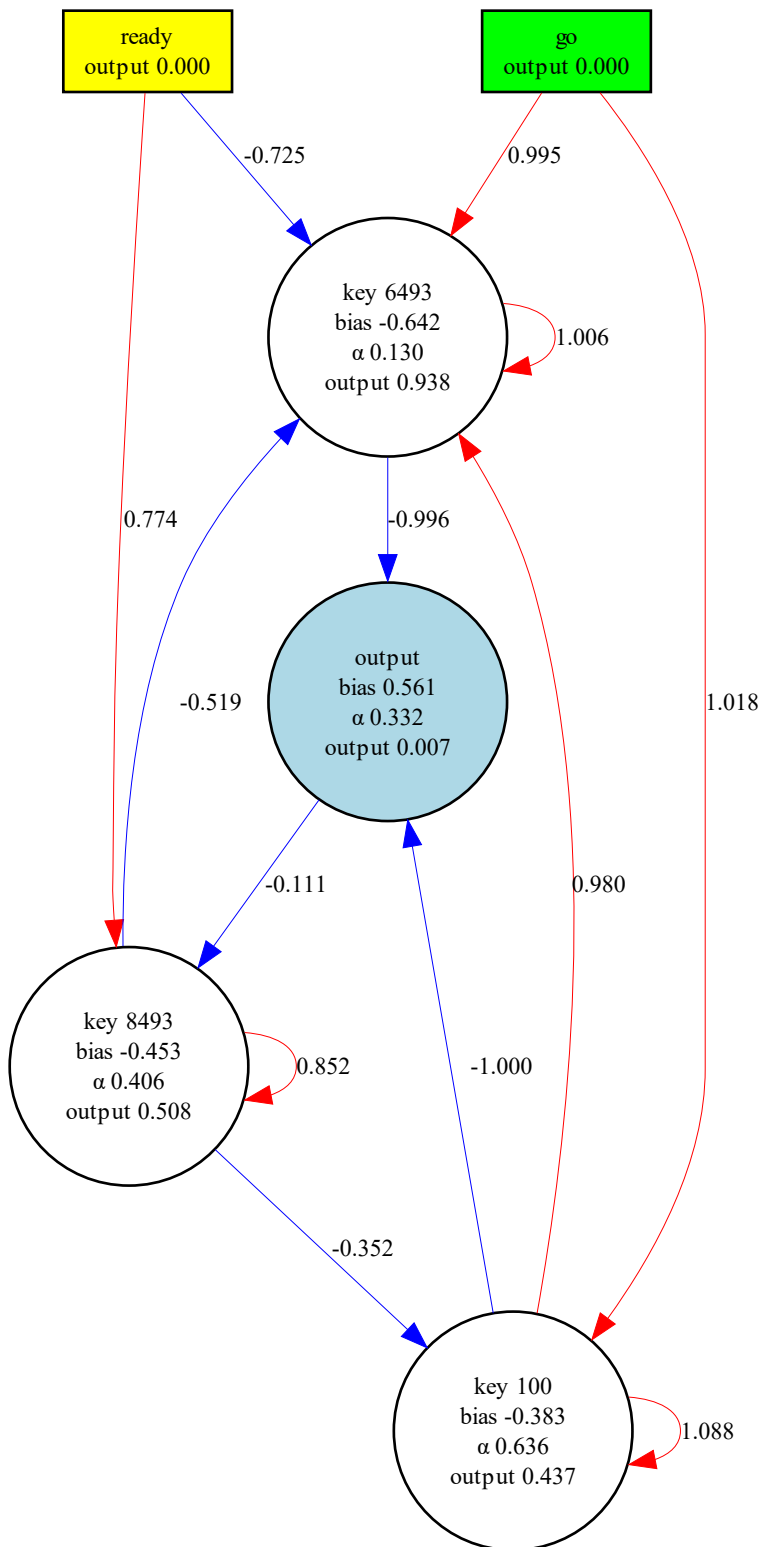 ready
output 0.000
go
output 0.000
-0.725
0.995
key 6493
bias -0.642
α 0.130
output 0.938
1.006
0.774
-0.996
output
bias 0.561
α 0.332
output 0.007
-0.519
1.018
-0.111
0.980
key 8493
bias -0.453
α 0.406
output 0.508
0.852
-1.000
-0.352
key 100
bias -0.383
α 0.636
output 0.437
1.088